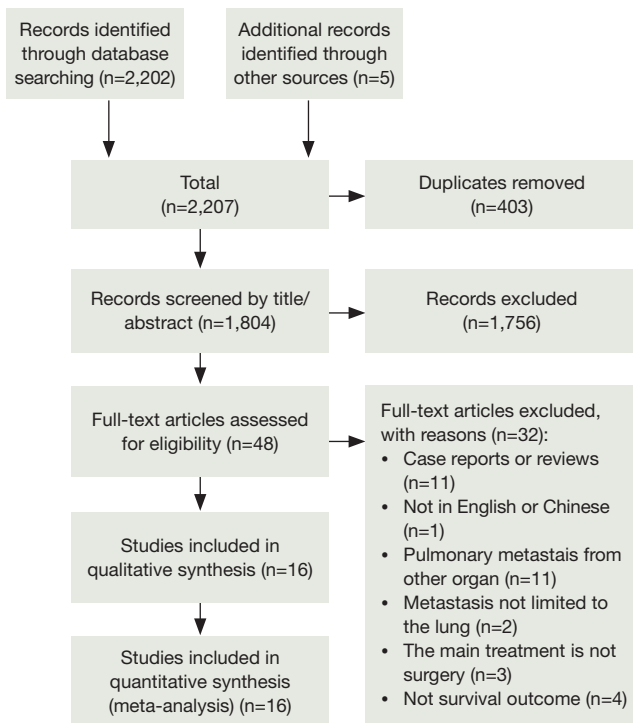 Records identified
through database
searching (n=2,202)
Additional records
identified through
other sources (n=5)
Total
(n=2,207)
Duplicates removed
(n=403)
Records screened by title/
abstract (n=1,804)
Records excluded
(n=1,756)
Full-text articles assessed
for eligibility (n=48)
Full-text articles excluded,
with reasons (n=32):
• Case reports or reviews
(n=11)
• Not in English or Chinese
(n=1)
• Pulmonary metastais from
other organ (n=11)
• Metastasis not limited to
the lung (n=2)
• The main treatment is not
surgery (n=3)
• Not survival outcome (n=4)
Studies included in
qualitative synthesis (n=16)
Studies included in
quantitative synthesis
(meta-analysis) (n=16)